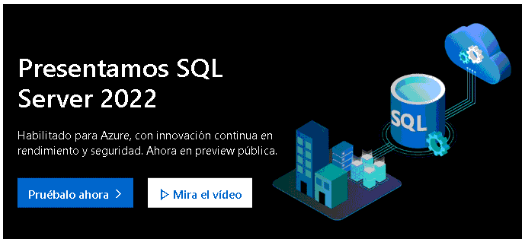 Presentamos SQL
Server 2022
Habilitado para Azure, con innovación continua en
rendimiento y seguridad. Ahora en preview pública.
Pruébalo ahora
Mira el vídeo
SQL